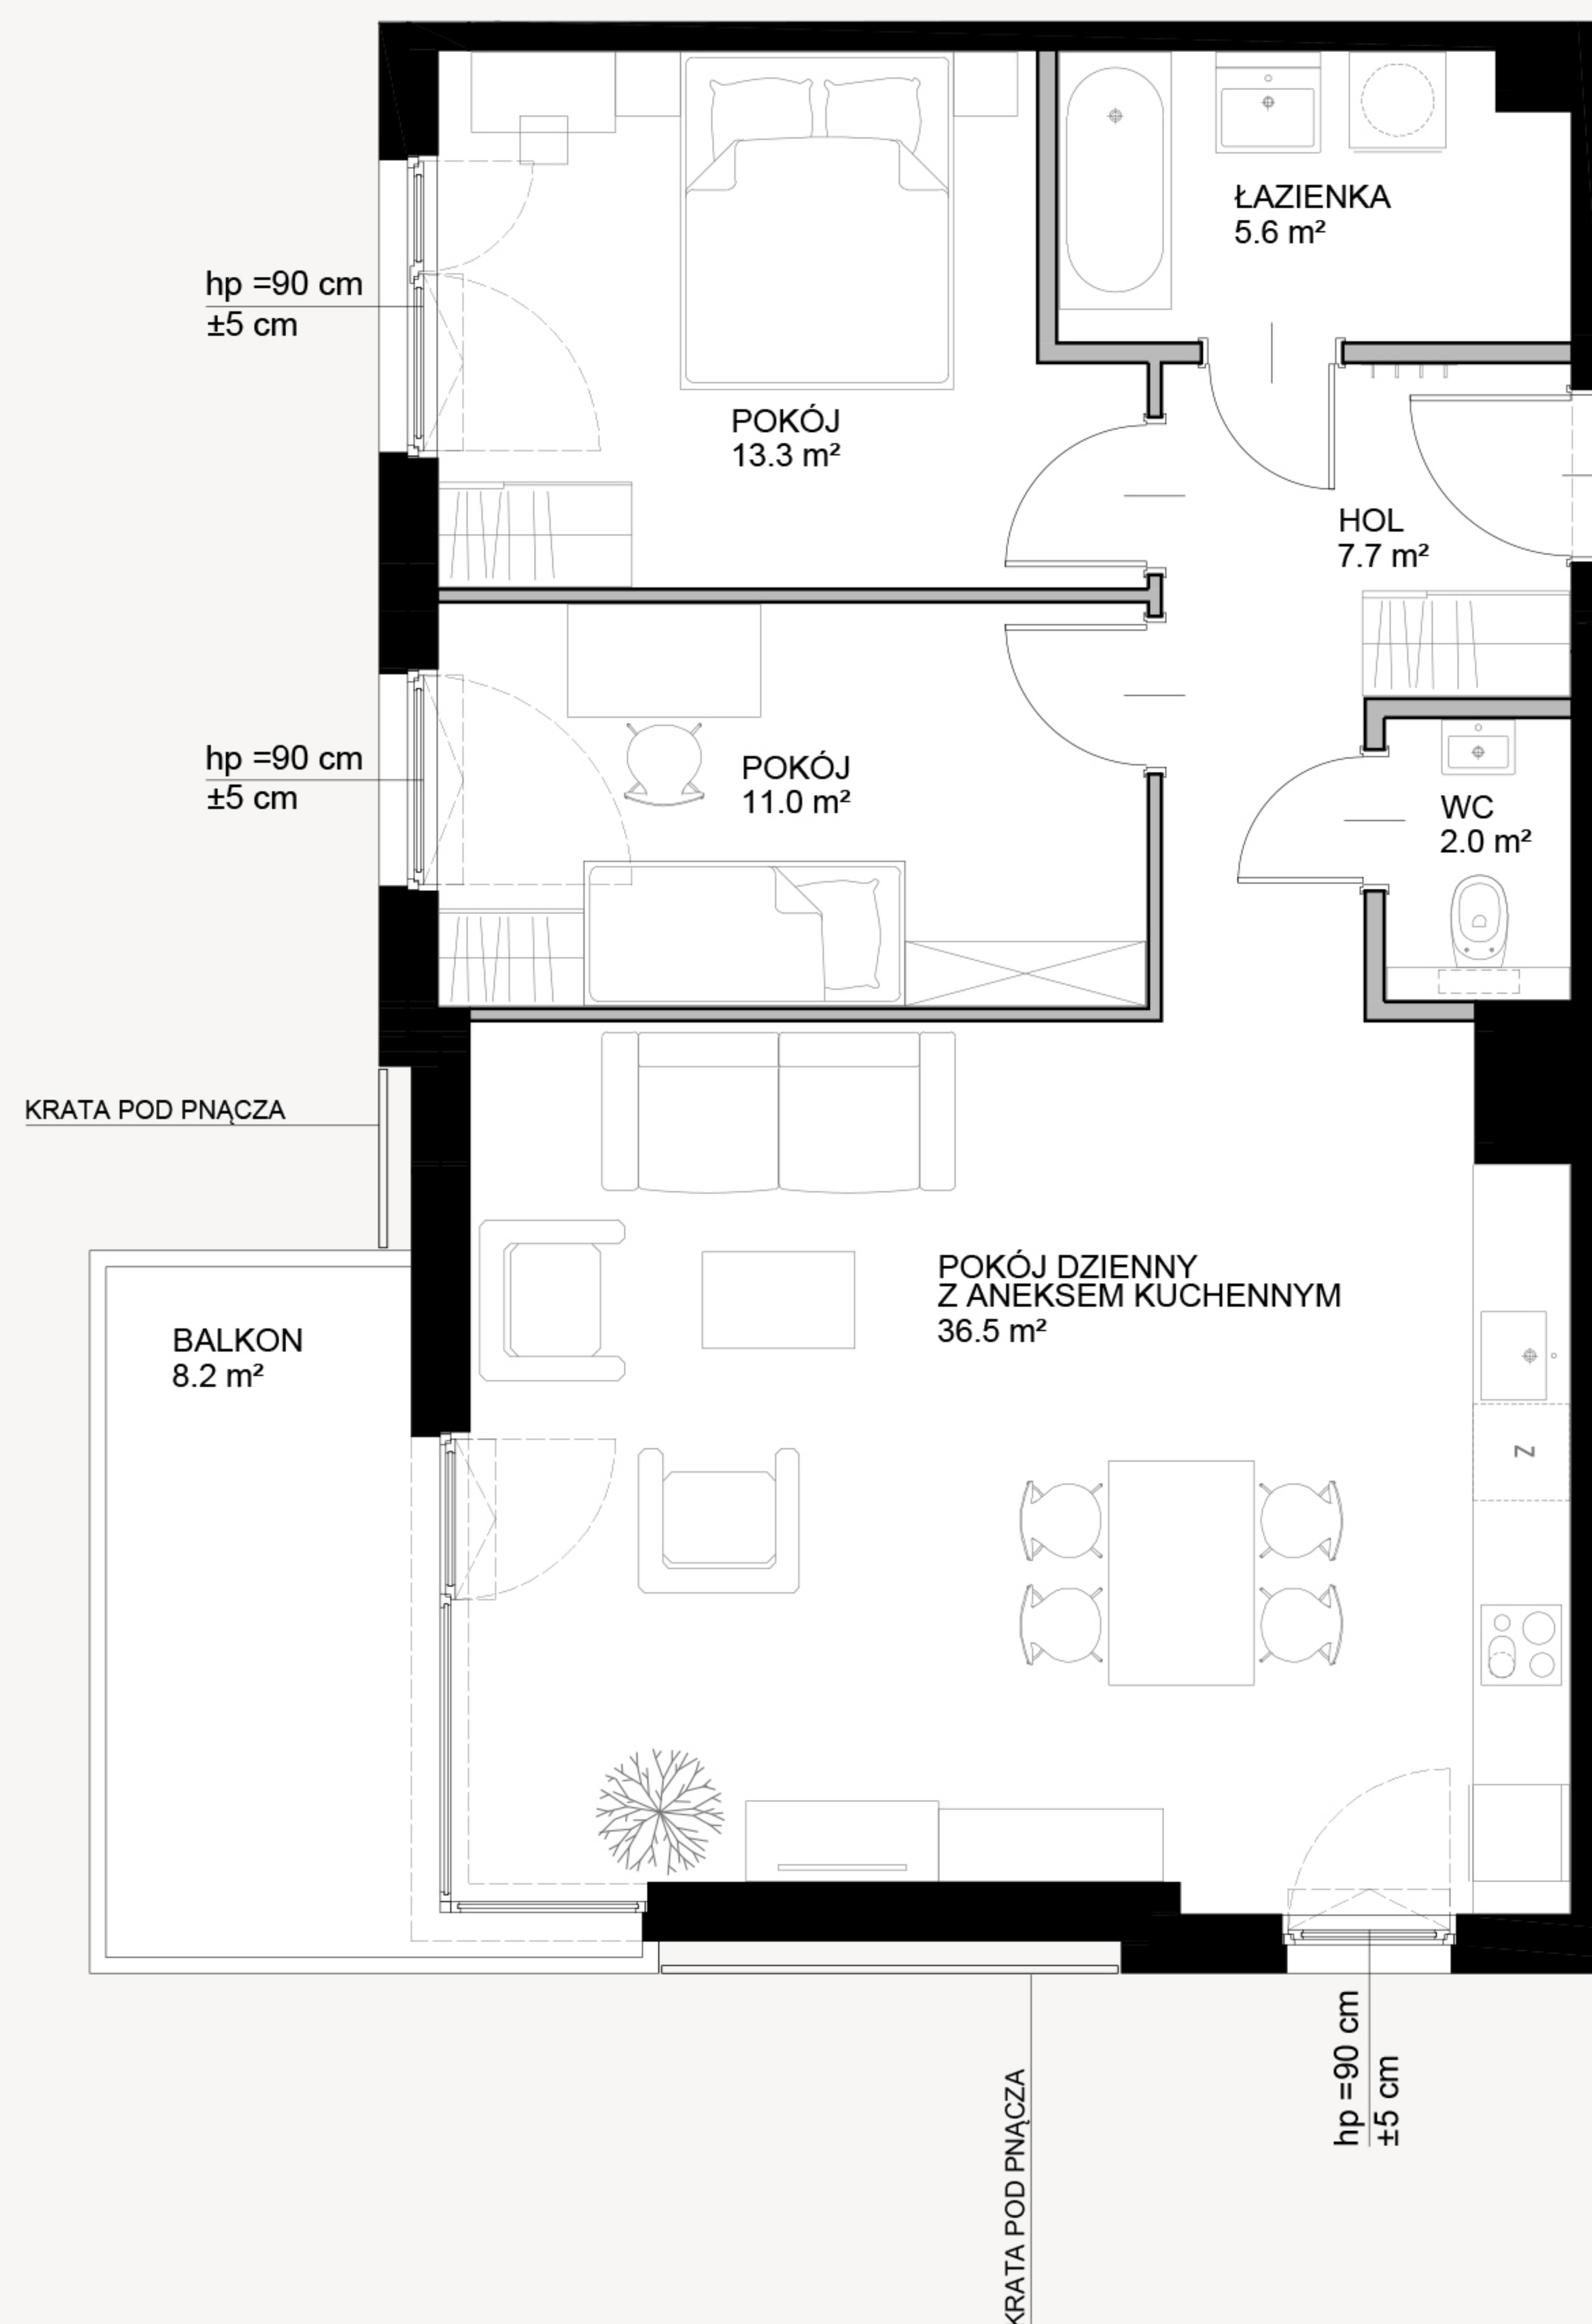 ŁAZIENKA
5.6 m²
hp =90 cm
±5 cm
POKÓJ
13.3 m²
HOL
7.7 m²
hp =90 cm
±5 cm
POKÓJ
11.0 m²
WC
2.0 m²
KRATA POD PNĄCZA
POKÓJ DZIENNY
Z ANEKSEM KUCHENNYM
36.5 m²
BALKON
8.2 m²
Z
hp =90 cm
±5 cm
KRATA POD PNĄCZA